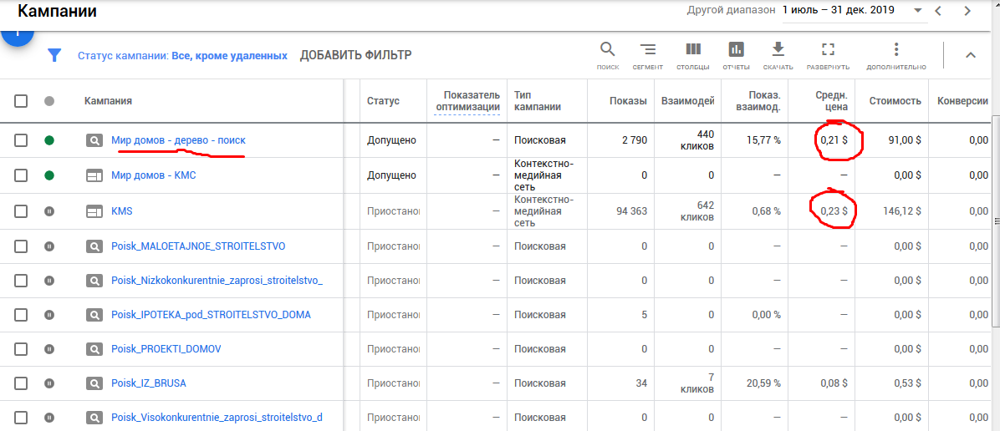 Кампании
Другой диапазон 1 июль – 31 дек. 2019
Статус кампании: Все, кроме удаленных ДОБАВИТЬ ФИЛЬТР
ПОИСК СЕГМЕНТ СТОЛБЦЫ ОТЧЕТЫ СКАЧАТЬ РАЗВЕРНУТЬ ДОПОЛНИТЕЛЬНО
Кампания Статус Показатель оптимизации Тип кампании Показы Взаимодей Показ. взаимод. Средн. цена Стоимость Конверсии
Мир домов - дерево - поиск Допущено — Поисковая 2 790 440 кликов 15,77 % 0,21 $ 91,00 $ 0,00
Мир домов - КМС Допущено — Контекстно-медийная сеть 0 0 — — 0,00 $ 0,00
KMS Приостанов — Контекстно-медийная сеть 94 363 642 кликов 0,68 % 0,23 $ 146,12 $ 0,00
Poisk_MALOETAJNOE_STROITELSTVO Приостанов — Поисковая 0 0 — — 0,00 $ 0,00
Poisk_Nizkokonkurentnie_zaprosi_stroitelstvo_ Приостанов — Поисковая 0 0 — — 0,00 $ 0,00
Poisk_IPOTEKA_pod_STROITELSTVO_DOMA Приостанов — Поисковая 5 0 0,00 % — 0,00 $ 0,00
Poisk_PROEKTI_DOMOV Приостанов — Поисковая 0 0 — — 0,00 $ 0,00
Poisk_IZ_BRUSA Приостанов — Поисковая 34 7 кликов 20,59 % 0,08 $ 0,53 $ 0,00
Poisk_Visokonkurentnie_zaprosi_stroitelstvo_d Приостанов — Поисковая 0 0 — — 0,00 $ 0,00